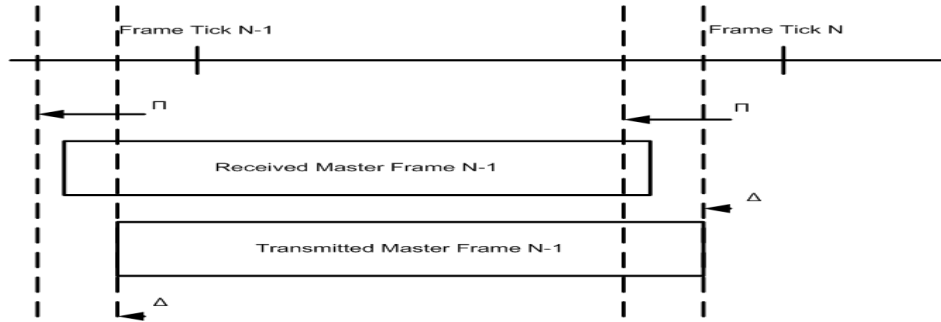 Frame Tick N-1
Frame Tick N
Π
Π
Received Master Frame N-1
Δ
Transmitted Master Frame N-1
Δ